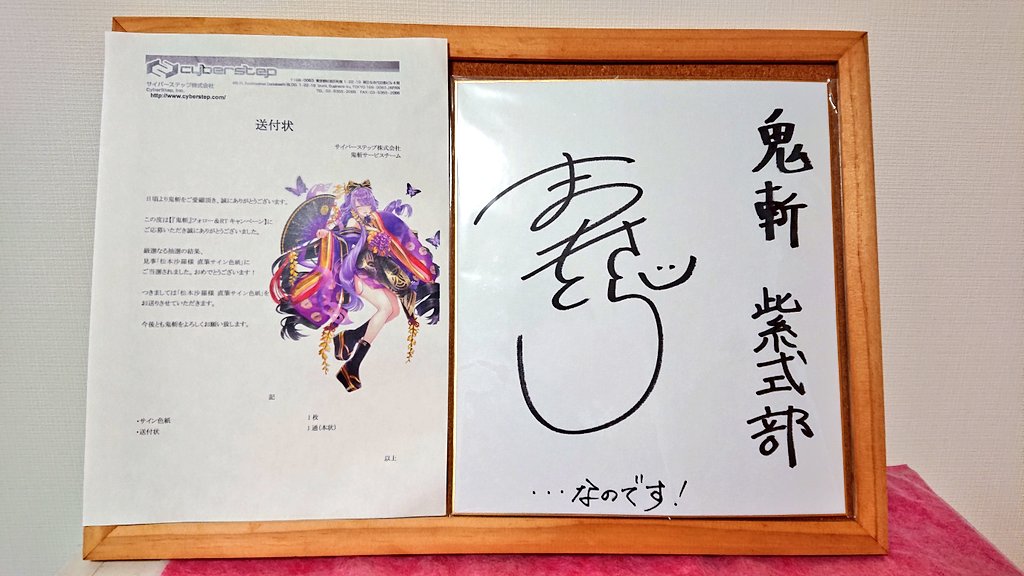 cyberstep
サイバーステップ株式会社
CyberStep, Inc.
http://www.cyberstep.com/
送付状
サイバーステップ株式会社
鬼斬サービスチーム
日頃より鬼斬をご愛顧頂き、誠にありがとうございます。
この度は【『鬼斬』フォロー&RTキャンペーン】に
ご応募いただき誠にありがとうございました。
厳選なる抽選の結果、
見事「松本沙羅様 直筆サイン色紙」に
ご当選されました。おめでとうございます!
つきましては「松本沙羅様 直筆サイン色紙」を
お送りさせていただきます。
今後とも鬼斬をよろしくお願い致します。
記
・サイン色紙 1枚
・送付状 1通(本状)
以上
鬼斬 紫式部
・・・なのです!